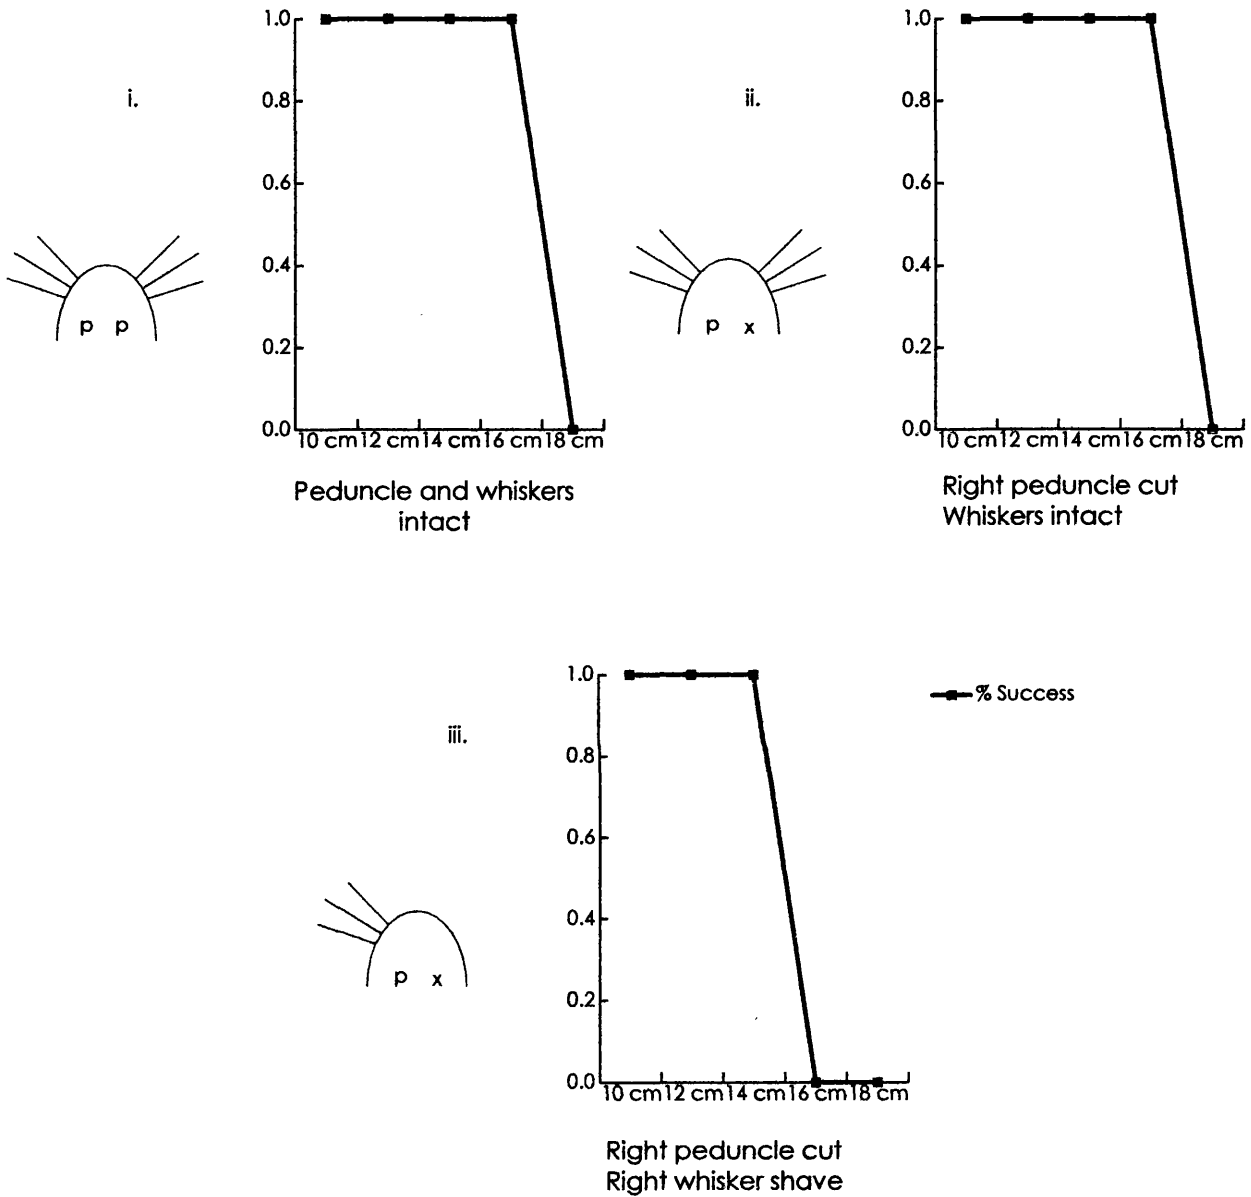 i.
1.0
0.8
0.6
0.4
0.2
0.0
10 cm 12 cm 14 cm 16 cm 18 cm
p p
Peduncle and whiskers
intact
ii.
1.0
0.8
0.6
0.4
0.2
0.0
10 cm 12 cm 14 cm 16 cm 18 cm
p x
Right peduncle cut
Whiskers intact
iii.
1.0
0.8
0.6
0.4
0.2
0.0
10 cm 12 cm 14 cm 16 cm 18 cm
p x
Right peduncle cut
Right whisker shave
% Success